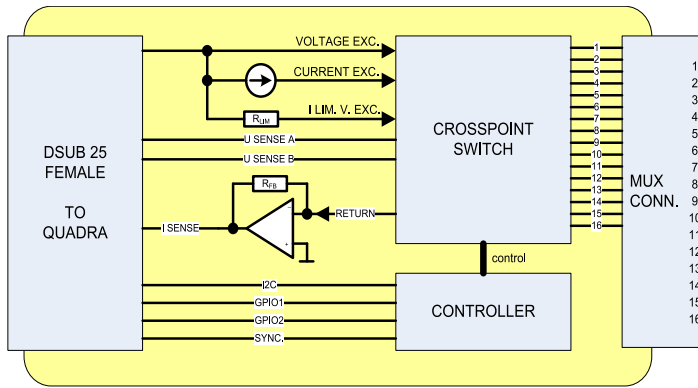 VOLTAGE EXC.
CURRENT EXC.
R_LIM
I LIM. V. EXC.
U SENSE A
U SENSE B
DSUB 25
FEMALE
TO
QUADRA
R_FB
RETURN
I SENSE
I2C
GPIO1
GPIO2
SYNC.
CROSSPOINT
SWITCH
control
CONTROLLER
1
2
3
4
5
6
7
8
9
10
11
12
13
14
15
16
MUX
CONN.
1
2
3
4
5
6
7
8
9
10
11
12
13
14
15
16